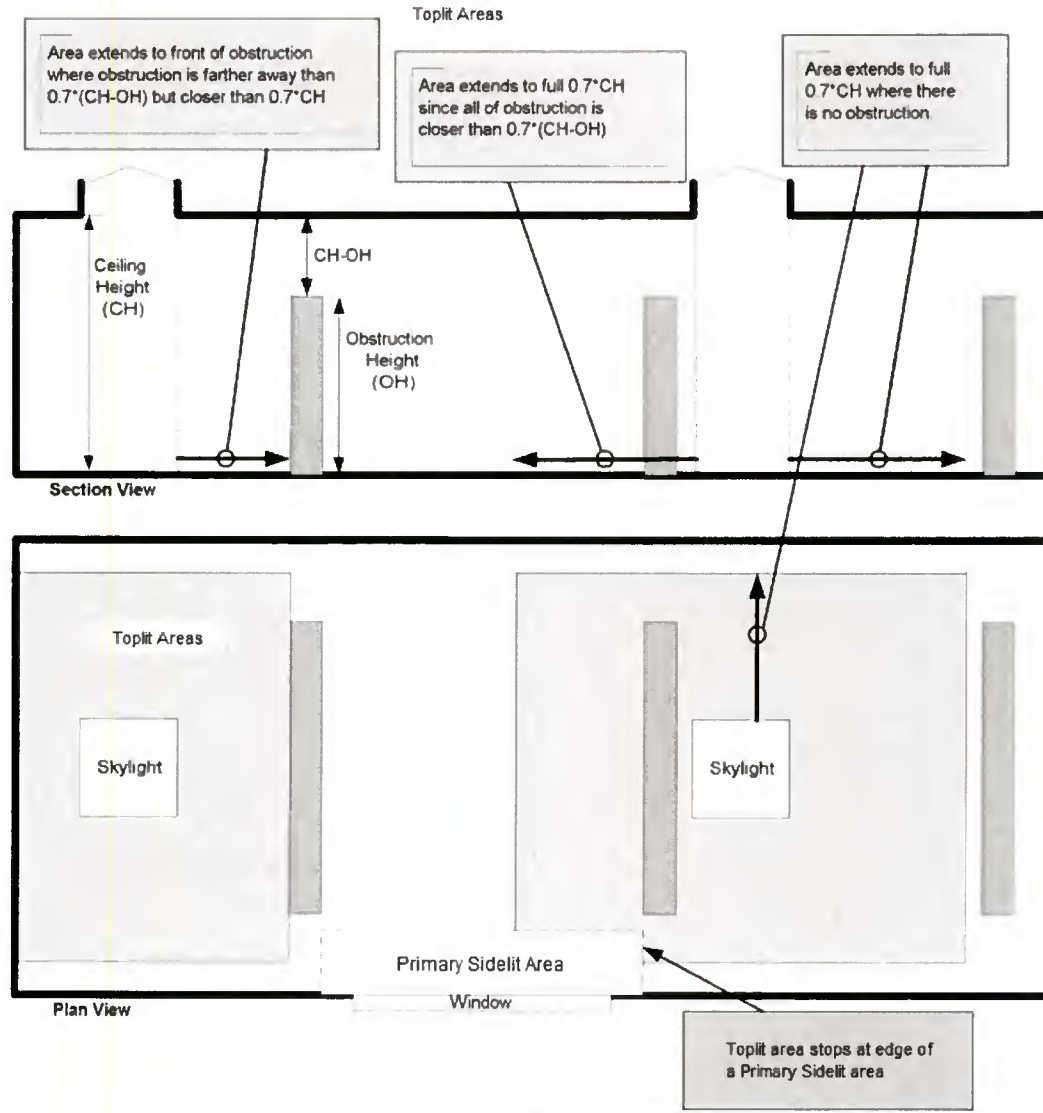 Toplit Areas
Area extends to front of obstruction
where obstruction is farther away than
0.7*(CH-OH) but closer than 0.7*CH
Area extends to full 0.7*CH
since all of obstruction is
closer than 0.7*(CH-OH)
Area extends to full
0.7*CH where there
is no obstruction
Ceiling
Height
(CH)
CH-OH
Obstruction
Height
(OH)
Section View
Toplit Areas
Skylight
Skylight
Primary Sidelit Area
Window
Plan View
Toplit area stops at edge of
a Primary Sidelit area